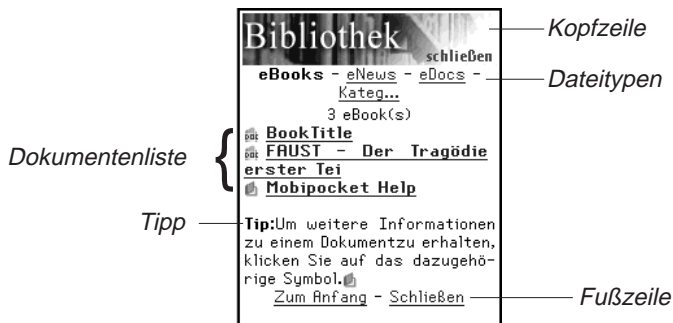 Bibliothek
schließen
Kopfzeile
eBooks - eNews - eDocs -
Kateg...
Dateitypen
3 eBook(s)
Dokumentenliste
BookTitle
FAUST - Der Tragödie
erster Tei
Mobipocket Help
Tipp
Tip:Um weitere Informationen
zu einem Dokumentzu erhalten,
klicken Sie auf das dazugehö-
rige Symbol.
Zum Anfang - Schließen
Fußzeile